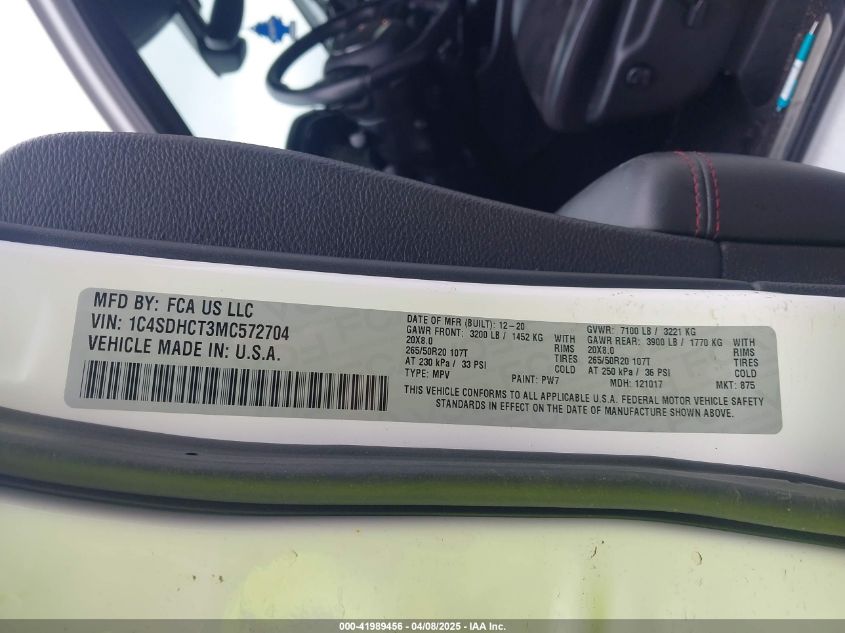 MFD BY: FCA US LLC
VIN: 1C4SDHCT3MC572704
VEHICLE MADE IN: U.S.A.
DATE OF MFR (BUILT): 12-20
GAWR FRONT: 3200 LB / 1452 KG WITH
20X8.0 RIMS
265/50R20 107T TIRES
AT 230 kPa / 33 PSI COLD
TYPE: MPV PAINT: PW7
GVWR: 7100 LB / 3221 KG
GAWR REAR: 3900 LB / 1770 KG WITH
20X8.0 RIMS
265/50R20 107T TIRES
AT 250 kPa / 36 PSI COLD
MDH: 121017 MKT: 875
THIS VEHICLE CONFORMS TO ALL APPLICABLE U.S.A. FEDERAL MOTOR VEHICLE SAFETY
STANDARDS IN EFFECT ON THE DATE OF MANUFACTURE SHOWN ABOVE.
000-41989456 - 04/08/2025 - IAA Inc.